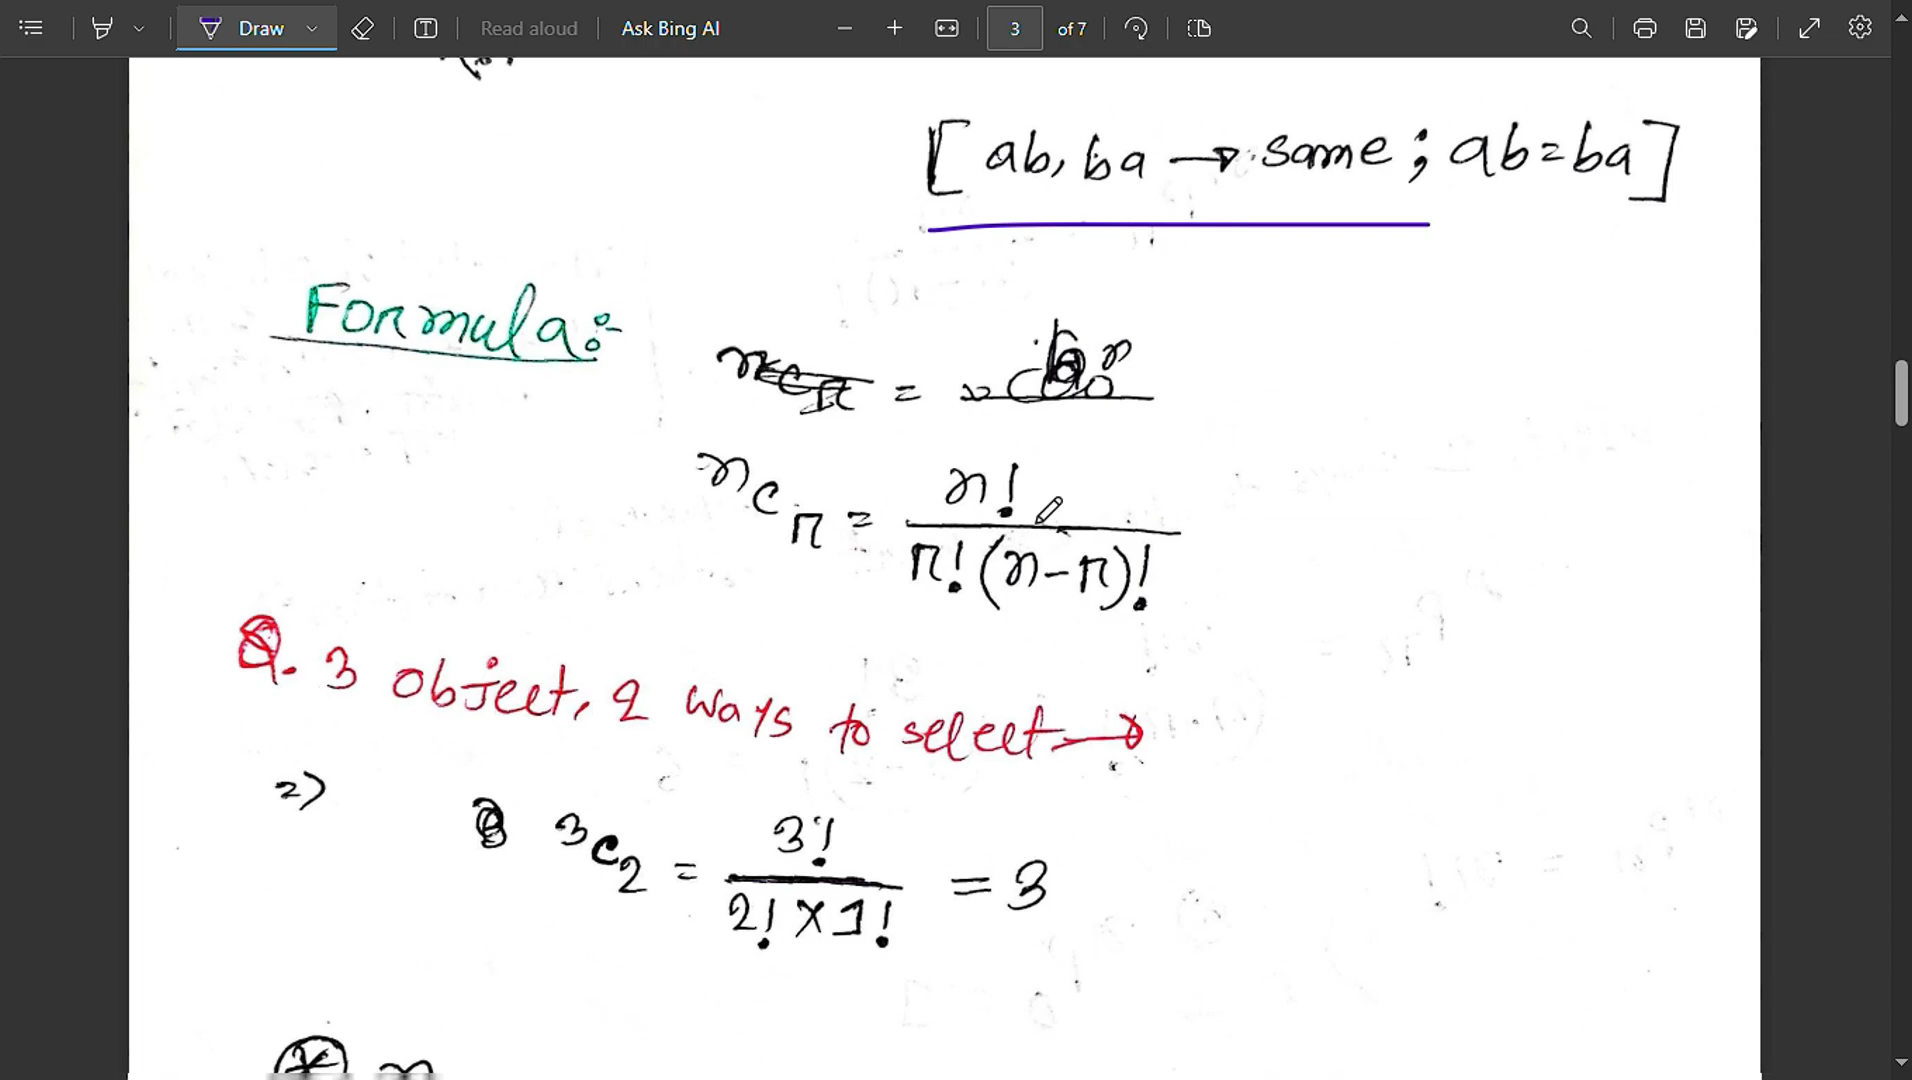 Draw
Read aloud
Ask Bing AI
3 of 7
[ab, ba → same ; ab=ba]
Formula:-
nCr = n! / r!(n-r)!
Q. 3 object, 2 ways to select →
=> 3C2 = 3! / 2! × 1! = 3